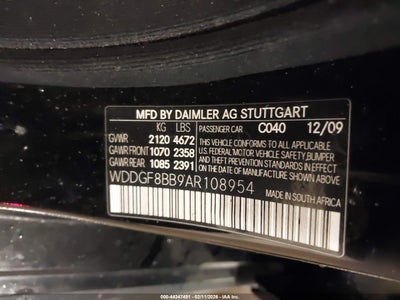 MFD BY DAIMLER AG STUTTGART
KG LBS PASSENGER CAR C040 12/09
GVWR 2120 4672
GAWR FRONT 1070 2358
GAWR REAR 1085 2391
THIS VEHICLE CONFORMS TO ALL APPLICABLE
U.S. FEDERAL MOTOR VEHICLE SAFETY, BUMPER
AND THEFT PREVENTION STANDARDS IN EFFECT ON
THE DATE OF MANUFACTURE SHOWN ABOVE.
WDDGF8BB9AR108954
MADE IN SOUTH AFRICA
000-44347491 - 02/11/2026 - IAA, Inc.